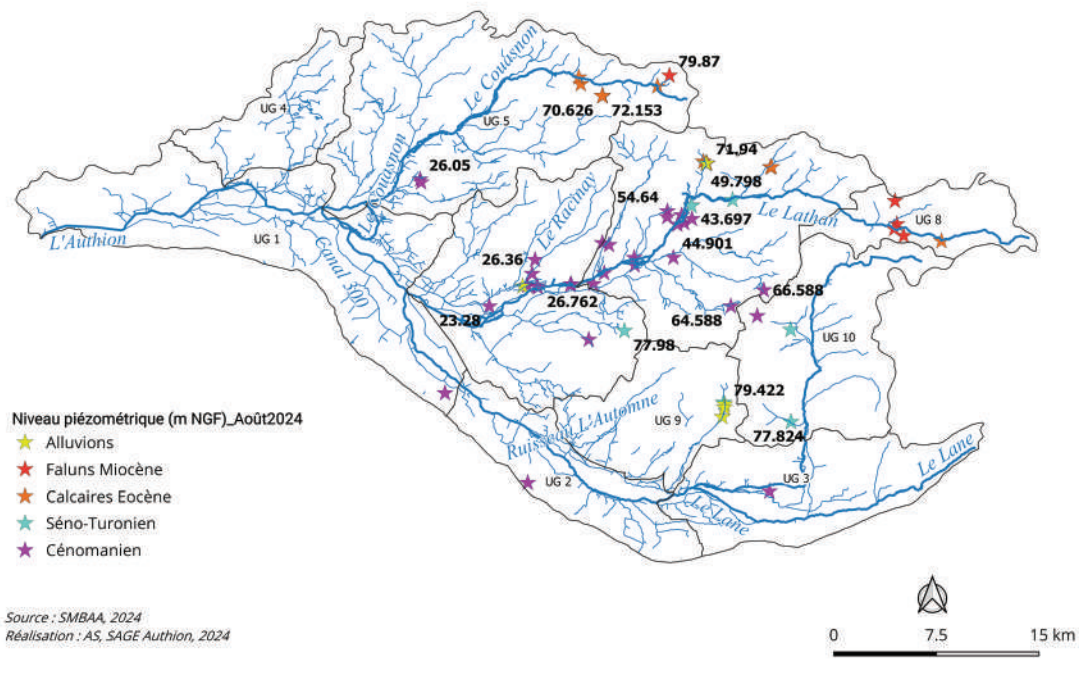 79.87
Le Couasnon
UG 4
70.626
72.153
UG 5
71.94
26.05
49.798
54.64
Le Couasnon
Le Racinay
Le Lathan
UG 8
43.697
L'Authion
UG 1
44.901
Canal 300
26.36
66.588
26.762
23.28
64.588
77.98
UG 10
79.422
Ruisseau L'Automne
UG 9
77.824
Le Lane
UG 2
UG 3
Le Lane
Niveau piézométrique (m NGF)_Août2024
Alluvions
Faluns Miocène
Calcaires Eocène
Séno-Turonien
Cénomanien
Source : SMBAA, 2024
Réalisation : AS, SAGE Authion, 2024
0 7.5 15 km